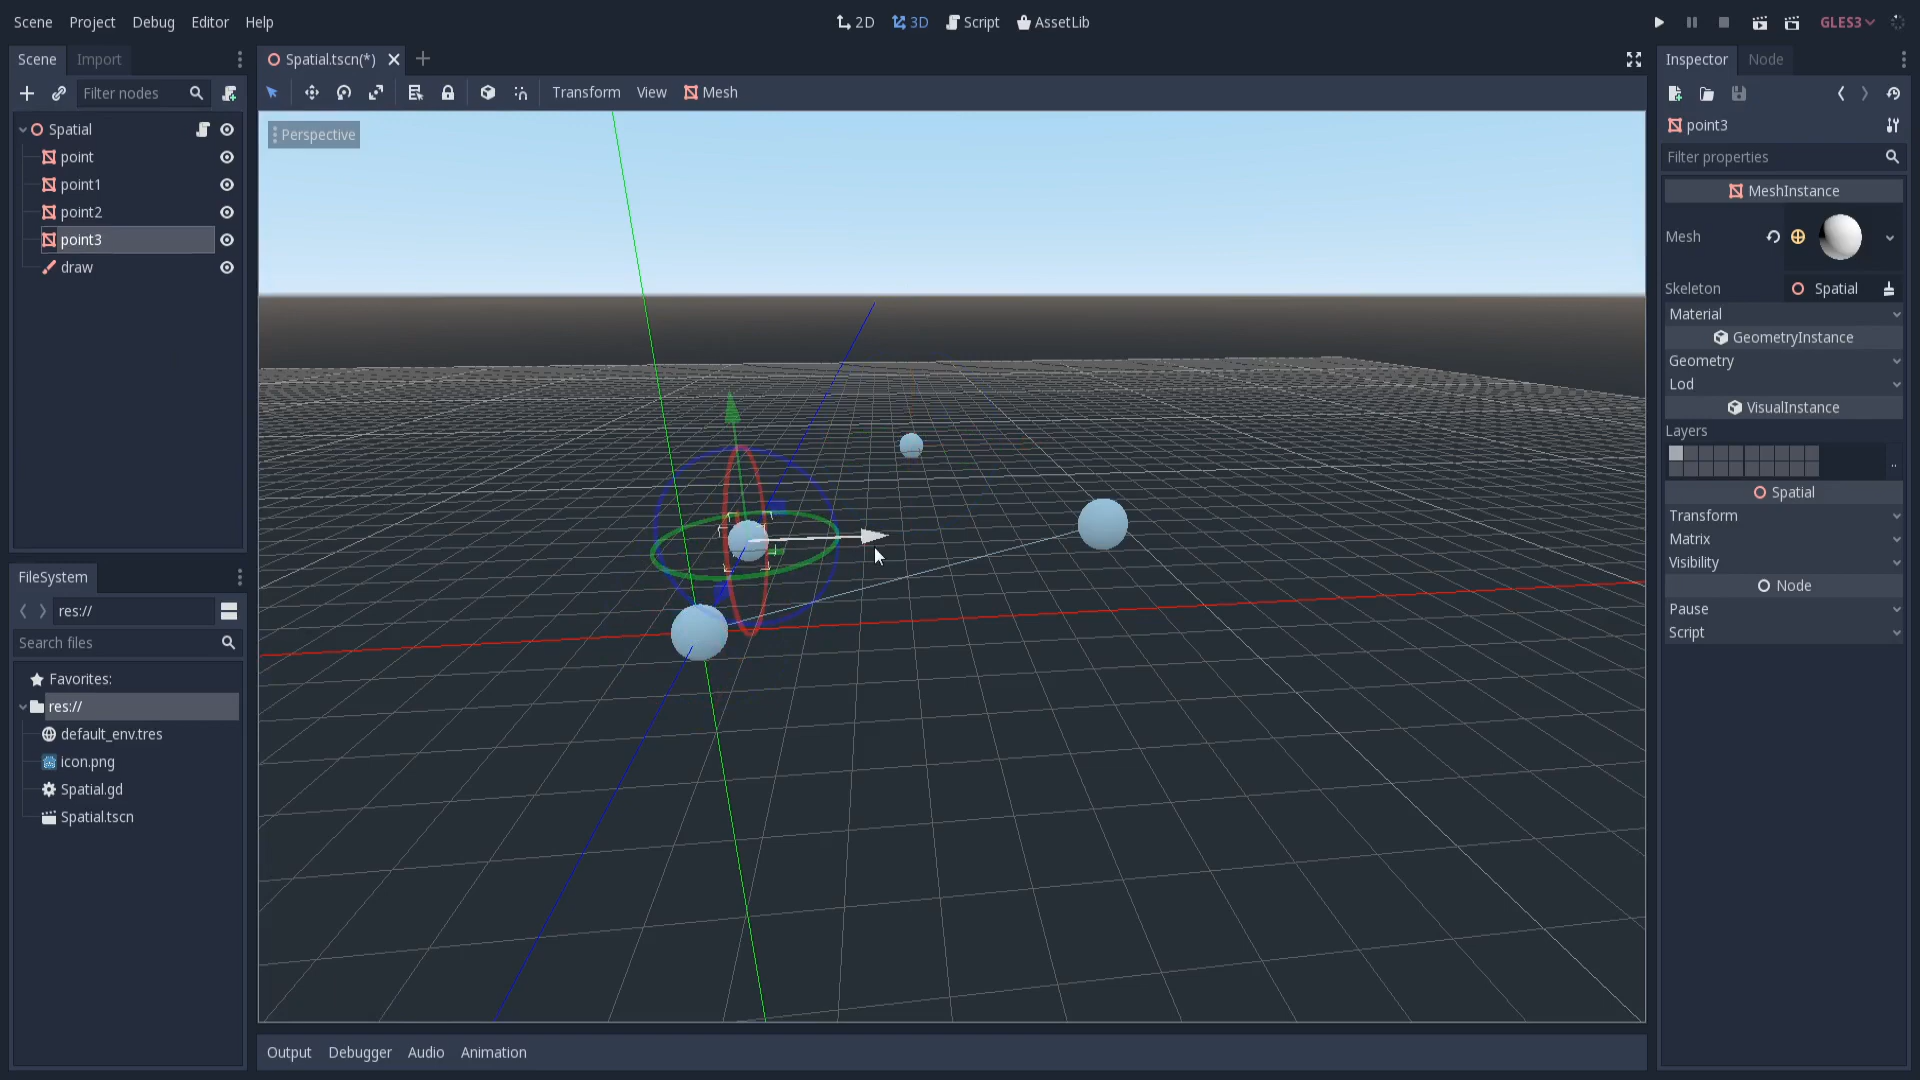 Scene Project Debug Editor Help
2D 3D Script AssetLib
GLES3
Scene Import
Filter nodes
Spatial
point
point1
point2
point3
draw
FileSystem
res://
Search files
Favorites:
res://
default_env.tres
icon.png
Spatial.gd
Spatial.tscn
Spatial.tscn(*)
Transform View Mesh
Perspective
Output Debugger Audio Animation
Inspector Node
point3
Filter properties
MeshInstance
Mesh
Skeleton Spatial
Material
GeometryInstance
Geometry
Lod
VisualInstance
Layers
..
Spatial
Transform
Matrix
Visibility
Node
Pause
Script